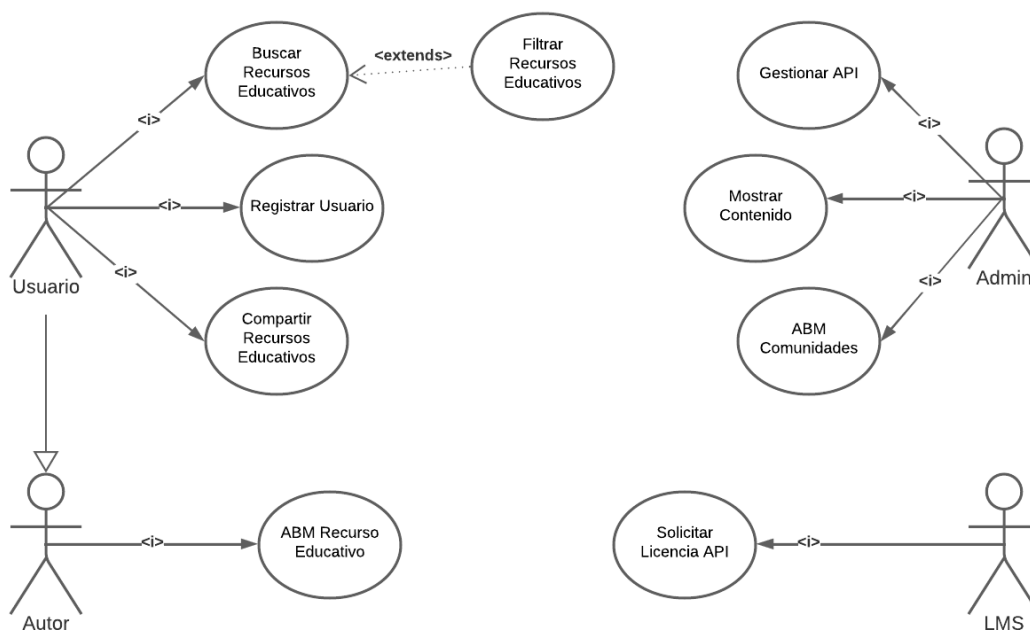 Buscar
Recursos
Educativos
<extends>
Filtrar
Recursos
Educativos
Gestionar API
<i>
<i>
Registrar Usuario
<i>
Mostrar
Contenido
<i>
Usuario
<i>
Admin
<i>
Compartir
Recursos
Educativos
ABM
Comunidades
ABM Recurso
Educativo
<i>
Solicitar
Licencia API
<i>
Autor
LMS